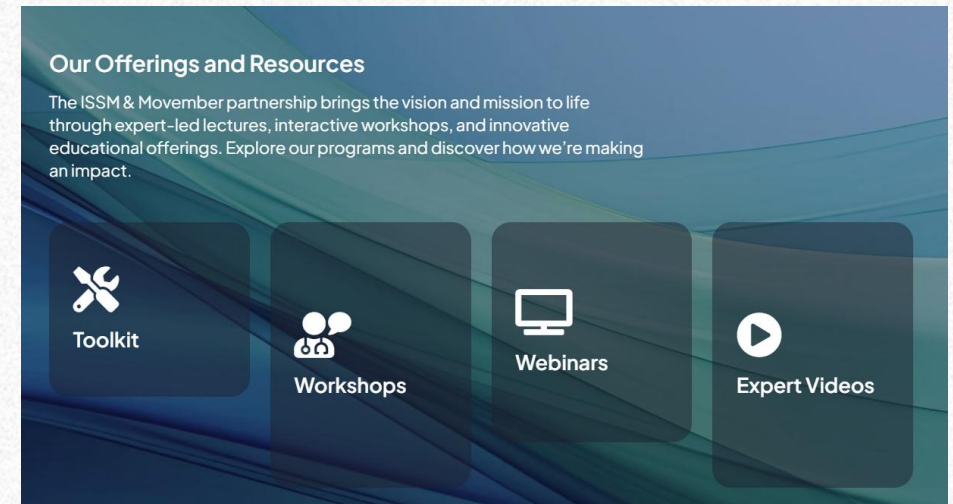 Our Offerings and Resources
The ISSM & Movember partnership brings the vision and mission to life
through expert-led lectures, interactive workshops, and innovative
educational offerings. Explore our programs and discover how we're making
an impact.
Toolkit
Workshops
Webinars
Expert Videos